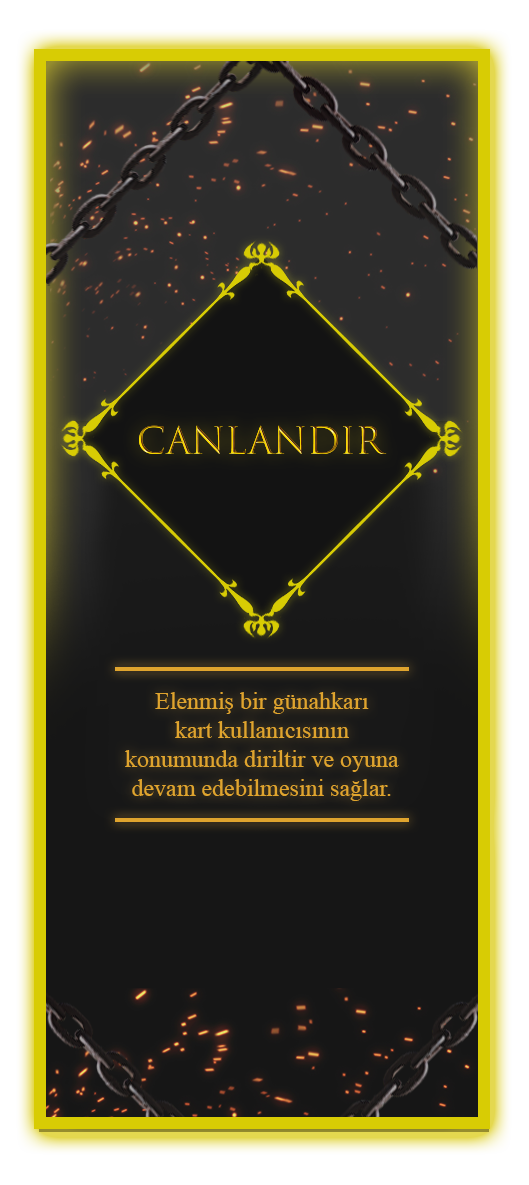 CANLANDIR
Elenmiş bir günahkarı
kart kullanıcısının
konumunda diriltir ve oyuna
devam edebilmesini sağlar.